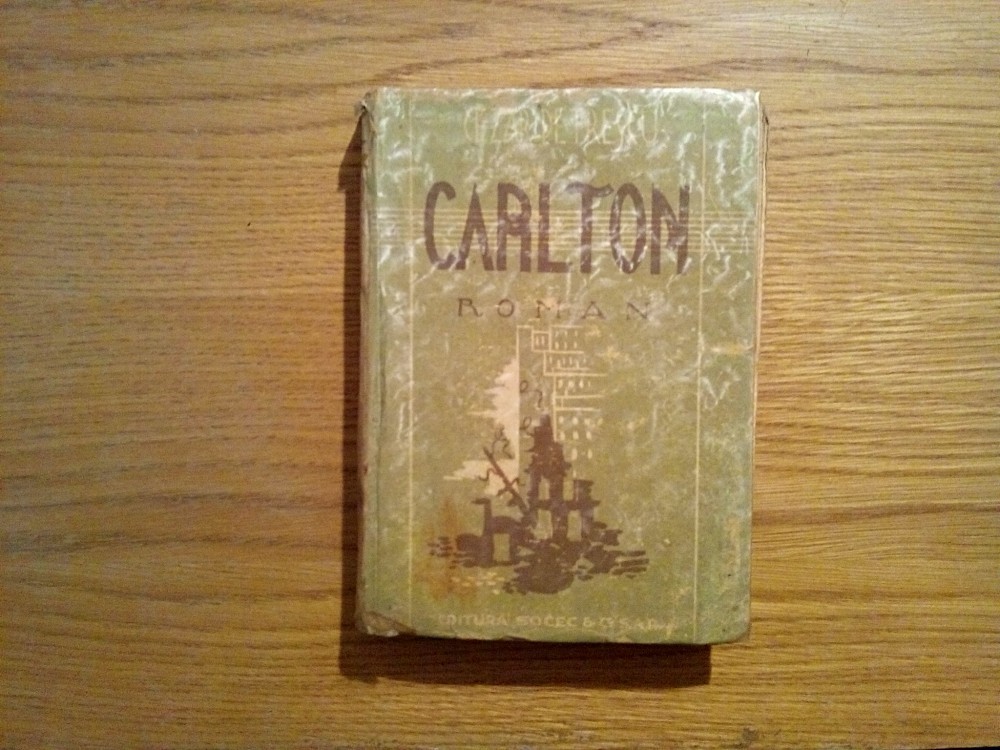 CARLTON
ROMAN
EDITURA SOCEC & Co S.A.R.